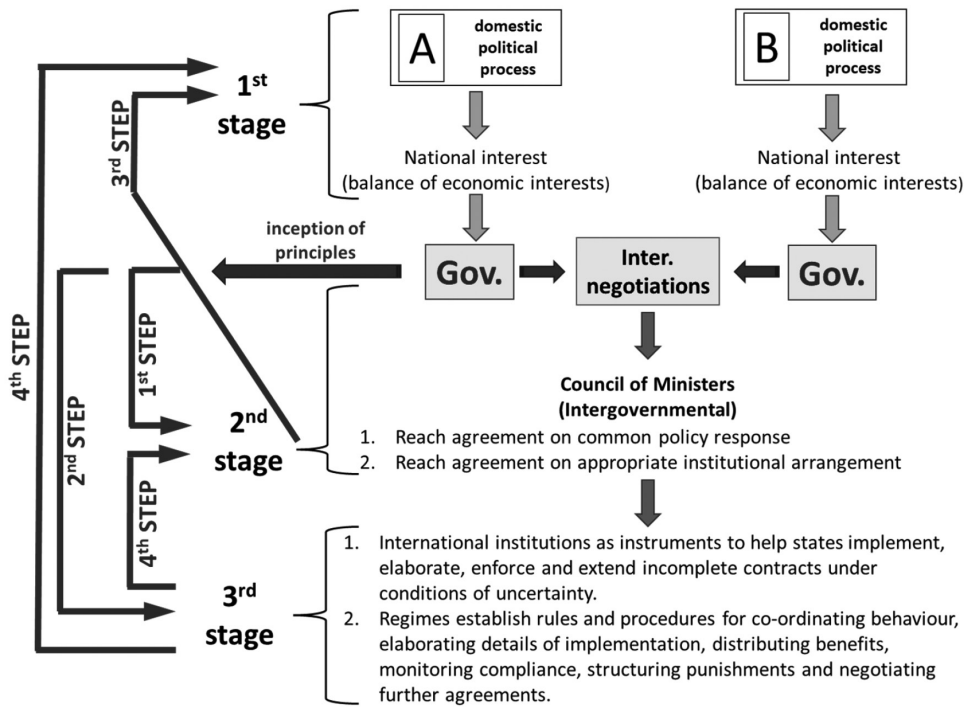 A
domestic
political
process
B
domestic
political
process
1st
stage
3rd STEP
National interest
(balance of economic interests)
National interest
(balance of economic interests)
inception of
principles
Gov.
Inter.
negotiations
Gov.
4th STEP
2nd STEP
1st STEP
Council of Ministers
(Intergovernmental)
2nd
stage
1. Reach agreement on common policy response
2. Reach agreement on appropriate institutional arrangement
4th STEP
3rd
stage
1. International institutions as instruments to help states implement,
elaborate, enforce and extend incomplete contracts under
conditions of uncertainty.
2. Regimes establish rules and procedures for co-ordinating behaviour,
elaborating details of implementation, distributing benefits,
monitoring compliance, structuring punishments and negotiating
further agreements.